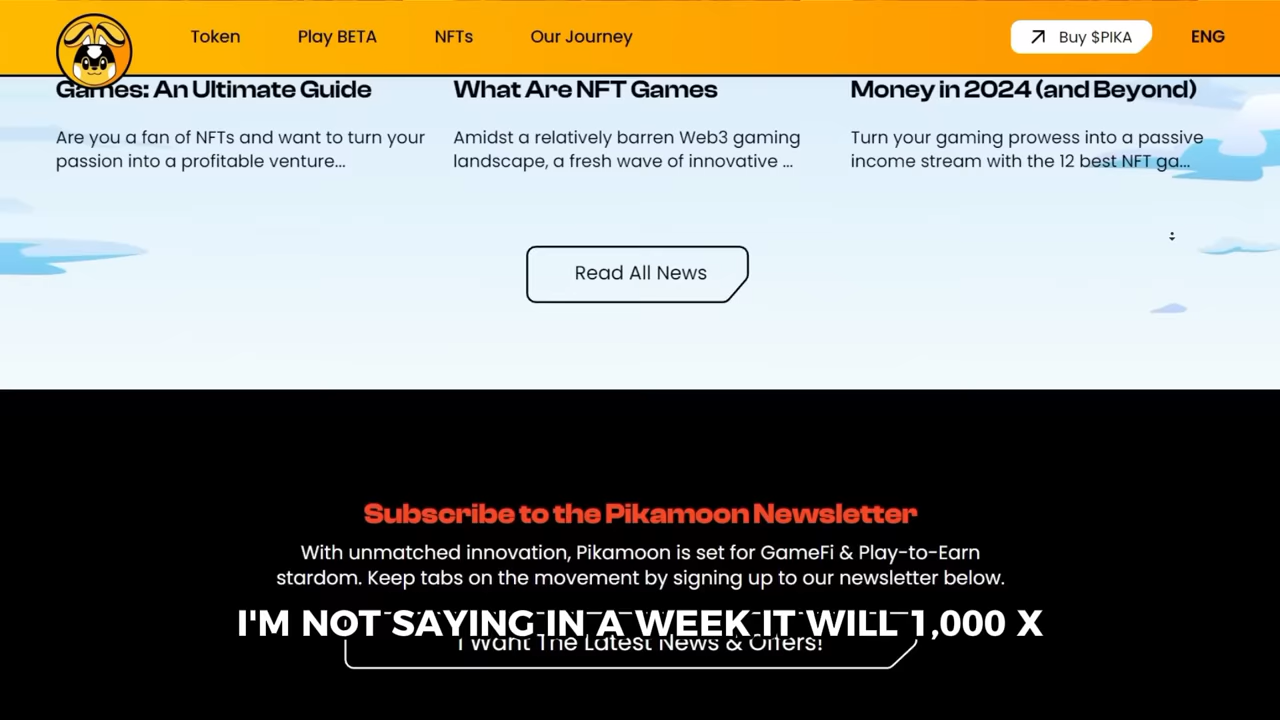 Token Play BETA NFTs Our Journey Buy $PIKA ENG
Games: An Ultimate Guide
Are you a fan of NFTs and want to turn your
passion into a profitable venture...
What Are NFT Games
Amidst a relatively barren Web3 gaming
landscape, a fresh wave of innovative ...
Money in 2024 (and Beyond)
Turn your gaming prowess into a passive
income stream with the 12 best NFT ga...
Read All News
Subscribe to the Pikamoon Newsletter
With unmatched innovation, Pikamoon is set for GameFi & Play-to-Earn
stardom. Keep tabs on the movement by signing up to our newsletter below.
I'M NOT SAYING IN A WEEK IT WILL 1,000 X
I Want The Latest News & Offers!